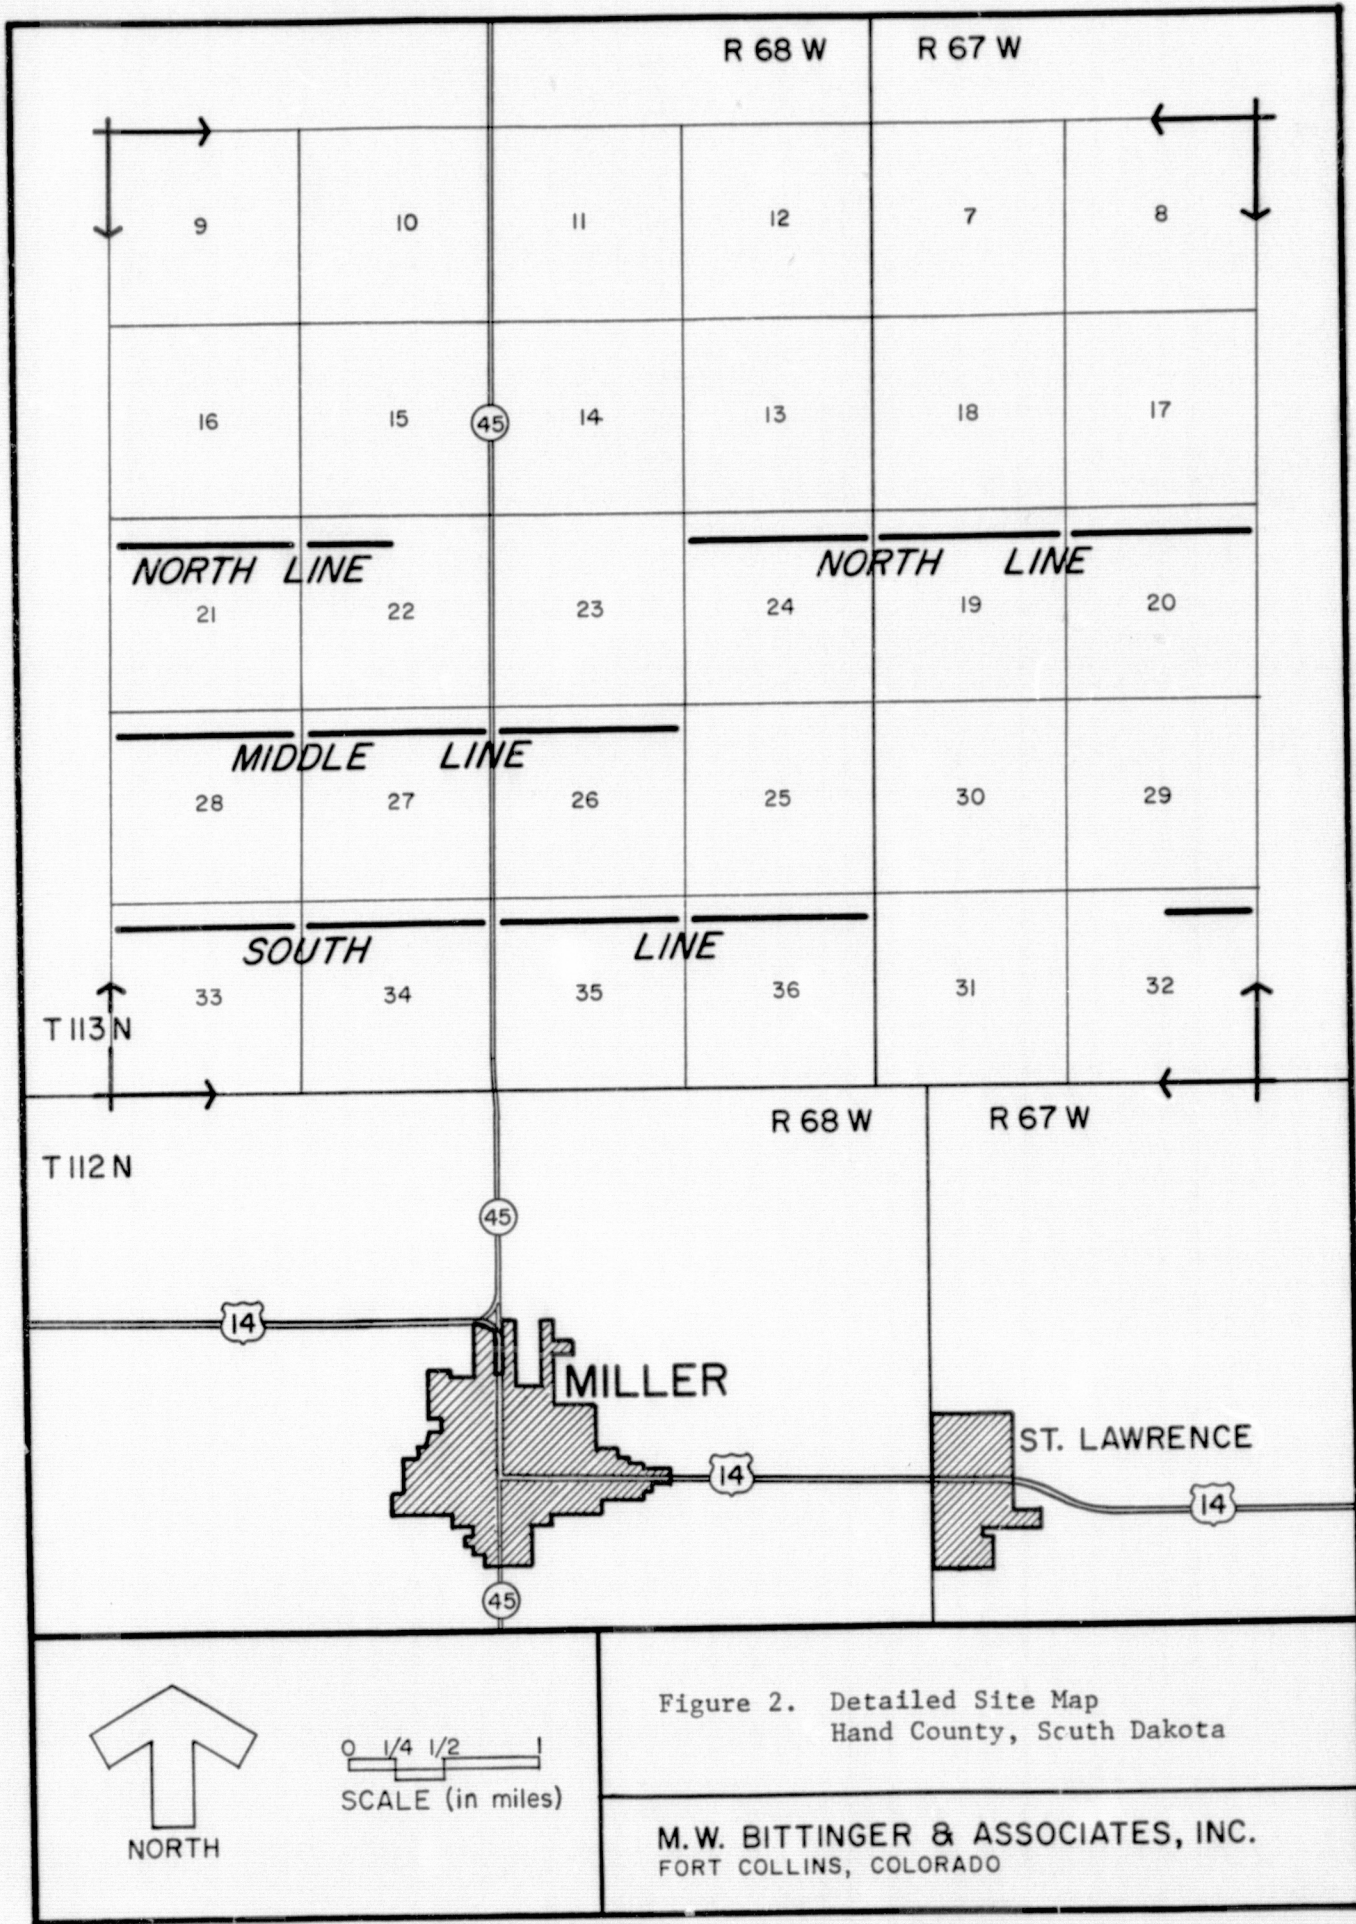 R 68 W R 67 W
9 10 11 12 7 8
16 15 45 14 13 18 17
NORTH LINE NORTH LINE
21 22 23 24 19 20
MIDDLE LINE
28 27 26 25 30 29
SOUTH LINE
33 34 35 36 31 32
T 113 N
R 68 W R 67 W
T 112 N
45
14
MILLER
ST. LAWRENCE
14
14
45
0 1/4 1/2 1
SCALE (in miles)
NORTH
Figure 2. Detailed Site Map
Hand County, Scuth Dakota
M.W. BITTINGER & ASSOCIATES, INC.
FORT COLLINS, COLORADO